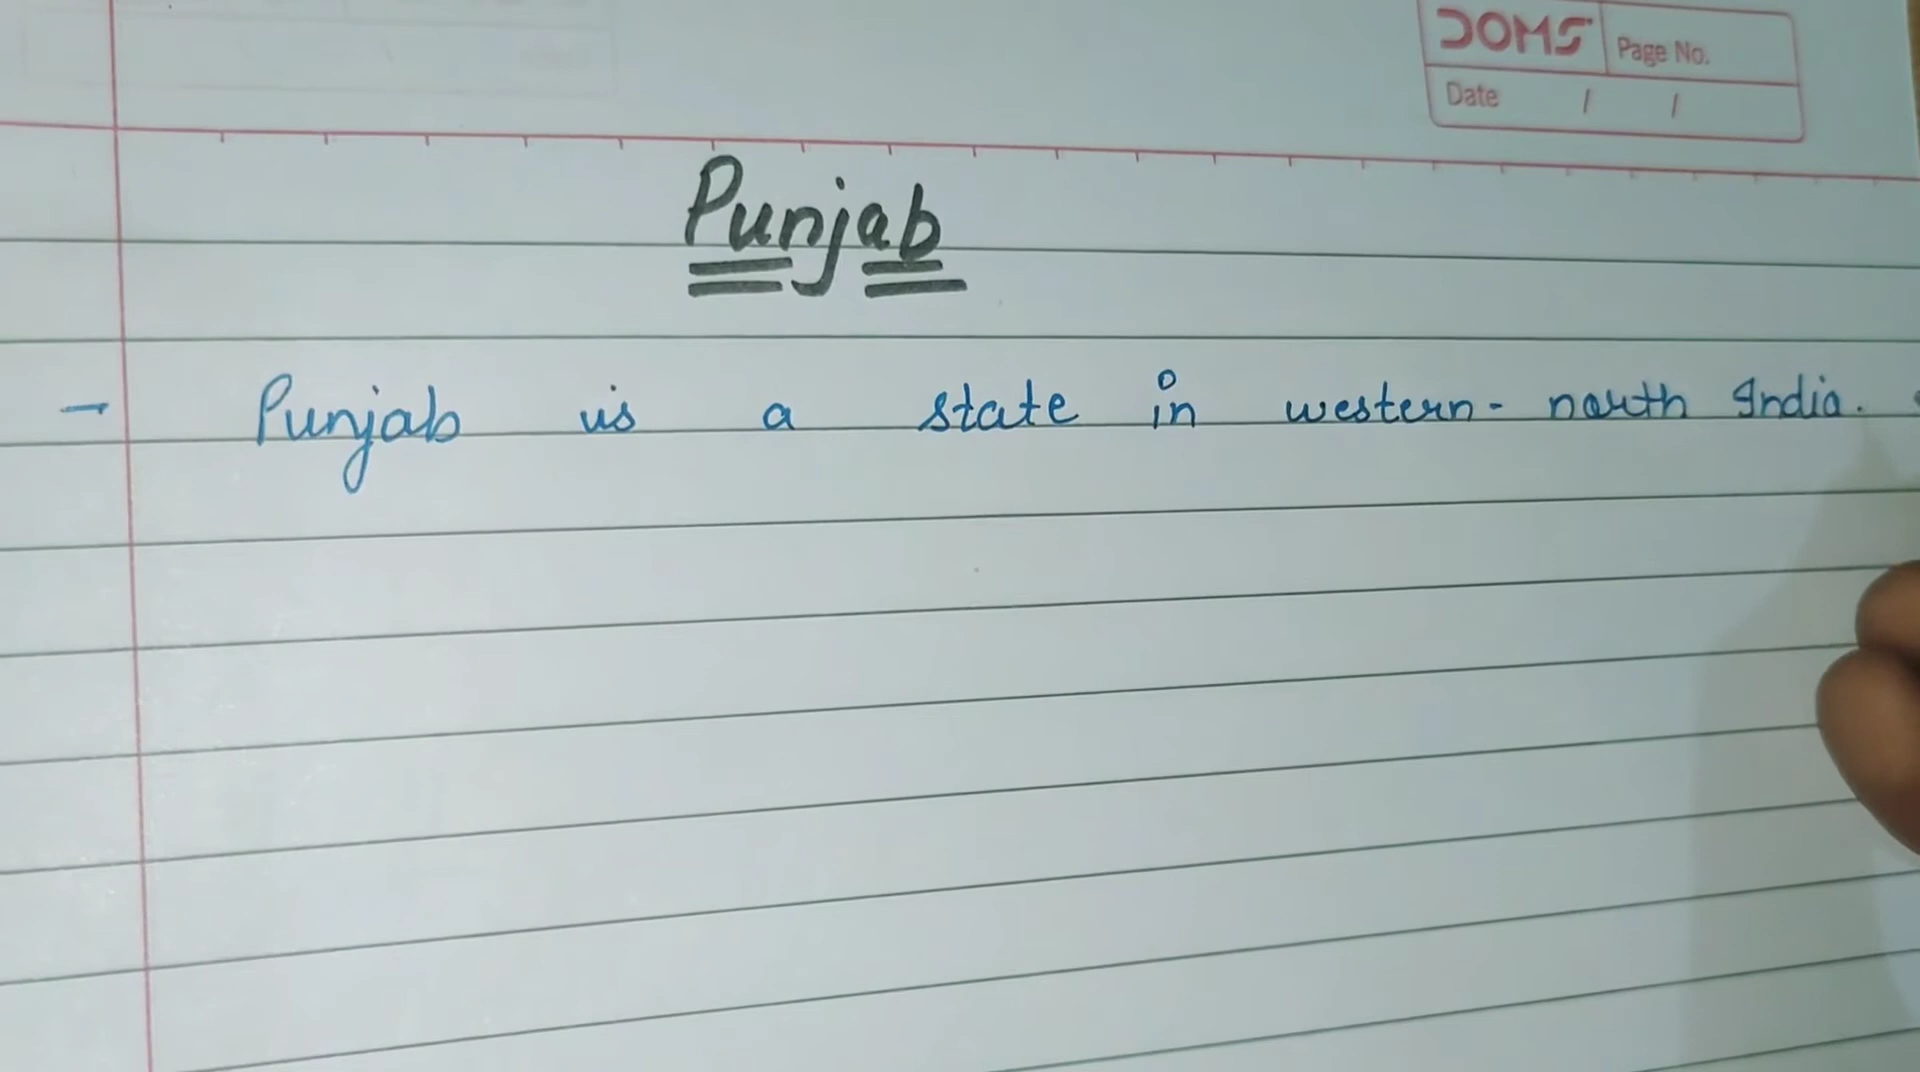 DOMS Page No.
Date / /
Punjab
- Punjab is a state in western- north India.